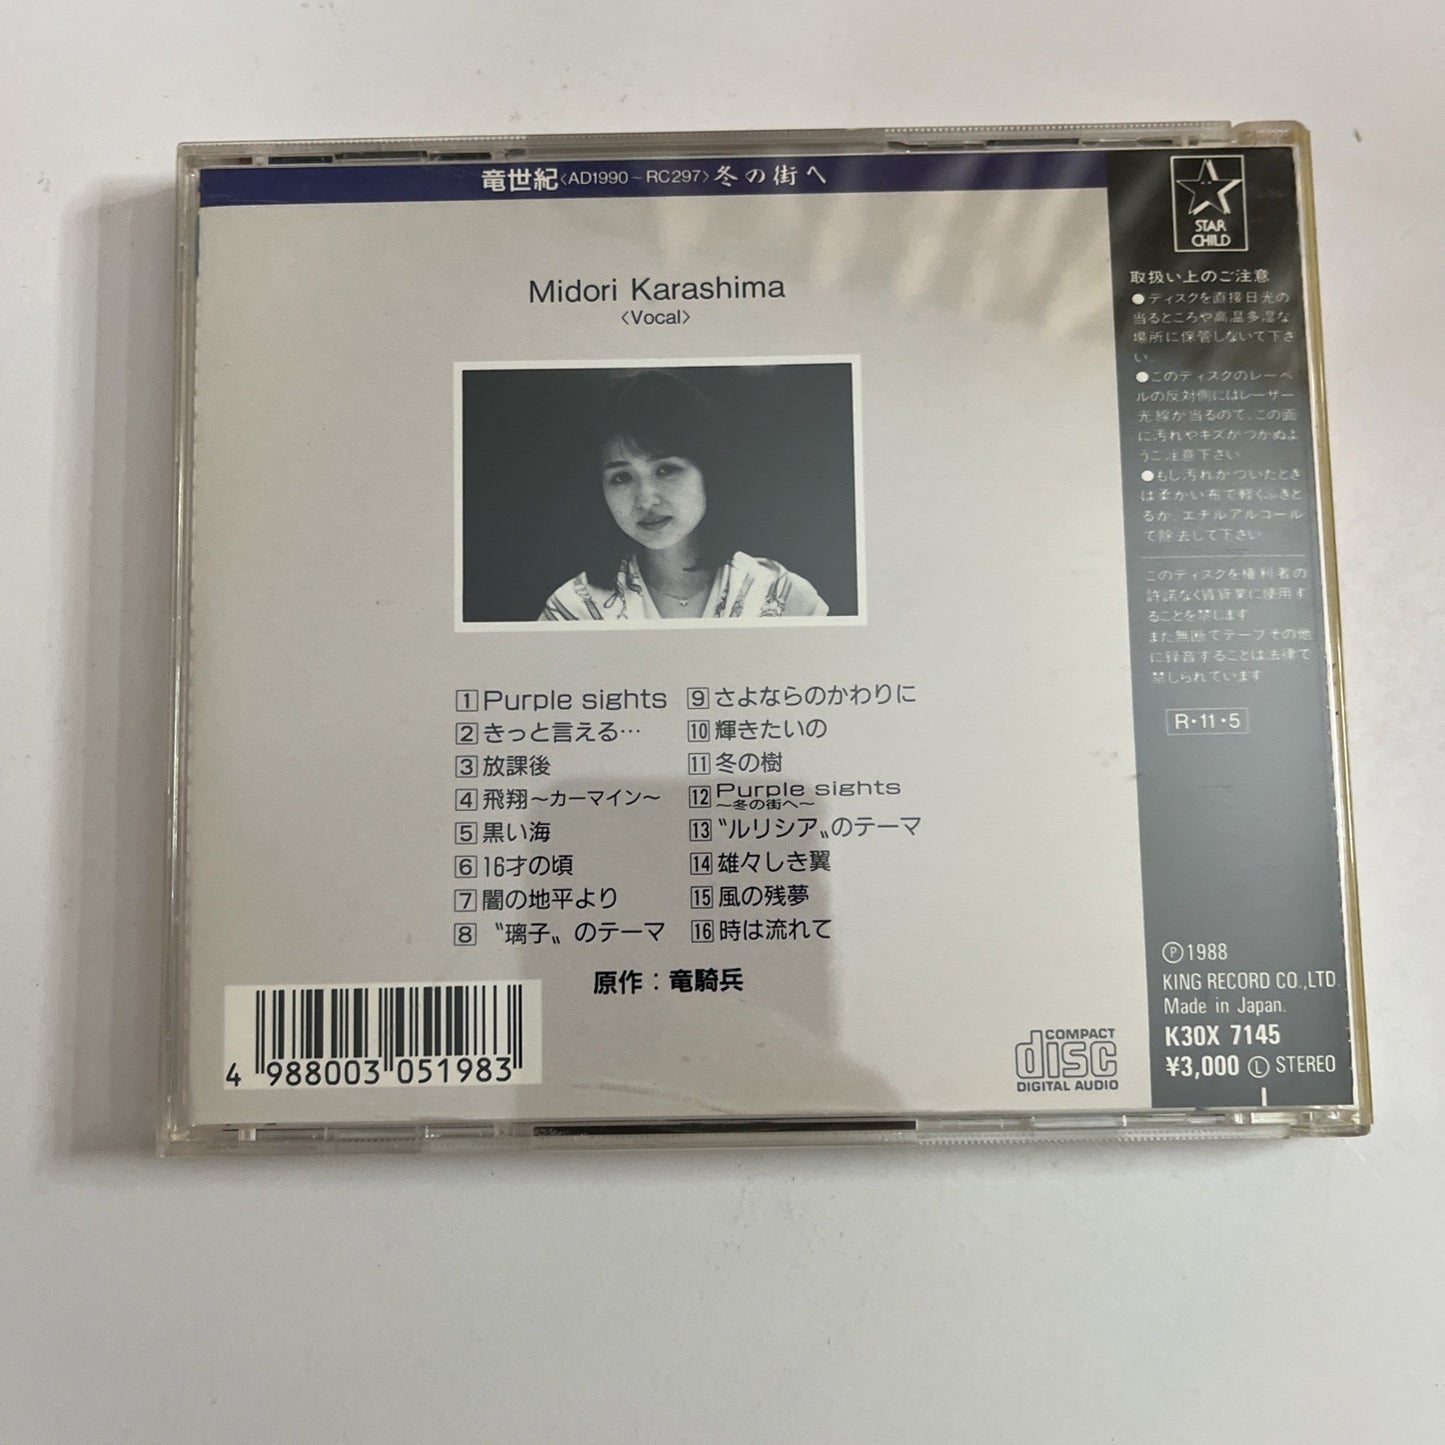 竜世紀〈AD1990~RC297〉冬の街へ
Midori Karashima
〈Vocal〉
1 Purple sights
2 きっと言える…
3 放課後
4 飛翔〜カーマイン〜
5 黒い海
6 16才の頃
7 闇の地平より
8 〝璃子〟のテーマ
9 さよならのかわりに
10 輝きたいの
11 冬の樹
12 Purple sights
〜冬の街へ〜
13 〝ルリシア〟のテーマ
14 雄々しき翼
15 風の残夢
16 時は流れて
原作：竜騎兵
4 988003 051983
COMPACT
disc
DIGITAL AUDIO
STAR
CHILD
取扱い上のご注意
●ディスクを直接日光の
当るところや高温多湿な
場所に保管しないで下さ
い。
●このディスクのレーベ
ルの反対側にはレーザー
光線が当るので、この面
に汚れやキズがつかぬよ
うご注意下さい
●もし汚れがついたとき
は柔かい布で軽くふきと
るか、エチルアルコール
で除去して下さい
このディスクを権利者の
許諾なく賃貸業に使用す
ることを禁じます
また無断でテープその他
に録音することは法律で
禁じられています
R・11・5
Ⓟ1988
KING RECORD CO.,LTD.
Made in Japan.
K30X 7145
¥3,000 Ⓛ STEREO